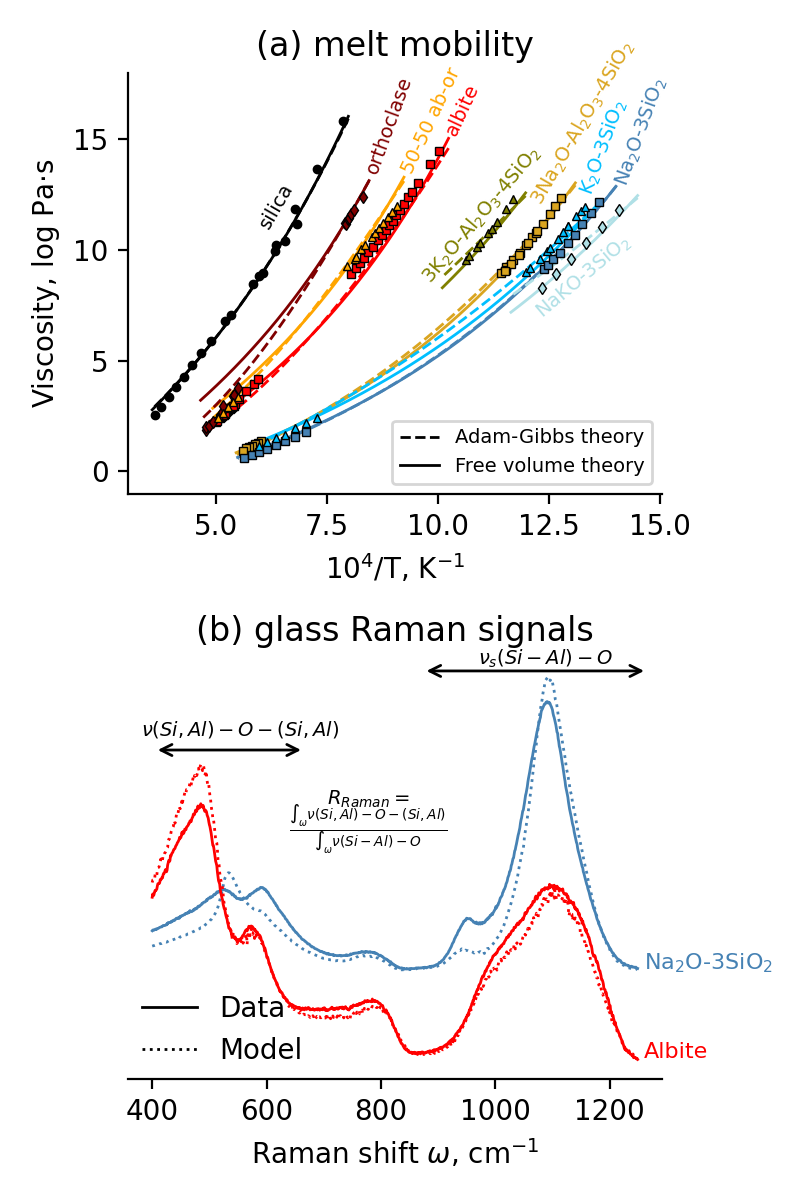 (a) melt mobility
Viscosity, log Pa·s
15
10
5
0
silica
orthoclase
50-50 ab-or
albite
3K₂O-Al₂O₃-4SiO₂
3Na₂O-Al₂O₃-4SiO₂
K₂O-3SiO₂
Na₂O-3SiO₂
NaKO-3SiO₂
Adam-Gibbs theory
Free volume theory
5.0 7.5 10.0 12.5 15.0
10⁴/T, K⁻¹
(b) glass Raman signals
νₛ(Si − Al) − O
ν(Si, Al) − O − (Si, Al)
R_Raman =
∫_ω ν(Si, Al)−O−(Si, Al)
∫_ω ν(Si−Al)−O
Na₂O-3SiO₂
Data
Model
Albite
400 600 800 1000 1200
Raman shift ω, cm⁻¹